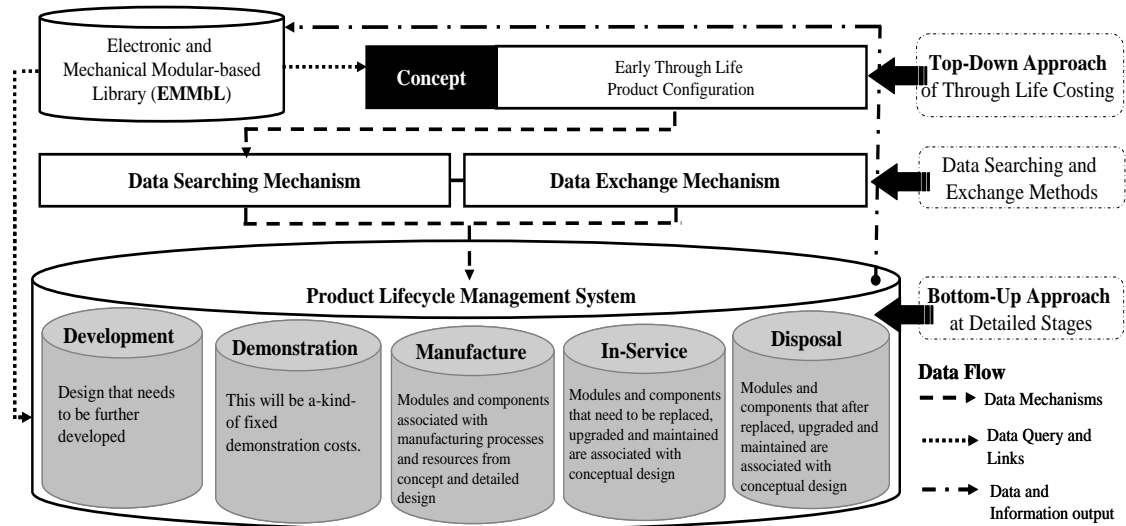 Electronic and
Mechanical Modular-based
Library (EMMbL)
Concept
Early Through Life
Product Configuration
Top-Down Approach
of Through Life Costing
Data Searching Mechanism
Data Exchange Mechanism
Data Searching and
Exchange Methods
Product Lifecycle Management System
Bottom-Up Approach
at Detailed Stages
Development
Design that needs
to be further
developed
Demonstration
This will be a-kind-
of fixed
demonstration costs.
Manufacture
Modules and components
associated with
manufacturing processes
and resources from
concept and detailed
design
In-Service
Modules and components
that need to be replaced,
upgraded and maintained
are associated with
conceptual design
Disposal
Modules and
components that after
replaced, upgraded and
maintained are
associated with
conceptual design
Data Flow
Data Mechanisms
Data Query and
Links
Data and
Information output